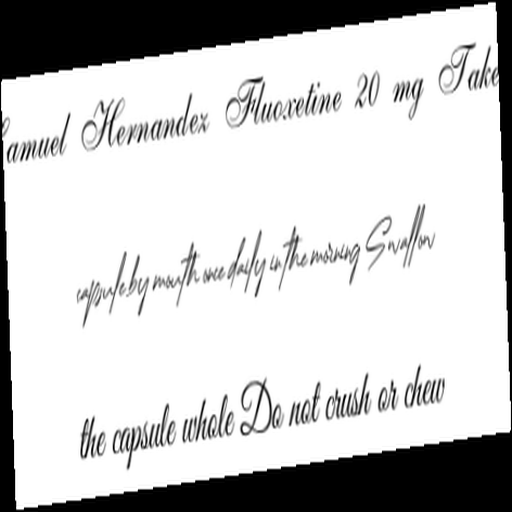 Samuel Hernandez Fluoxetine 20 mg Take
capsule by mouth once daily in the morning Swallow
the capsule whole Do not crush or chew